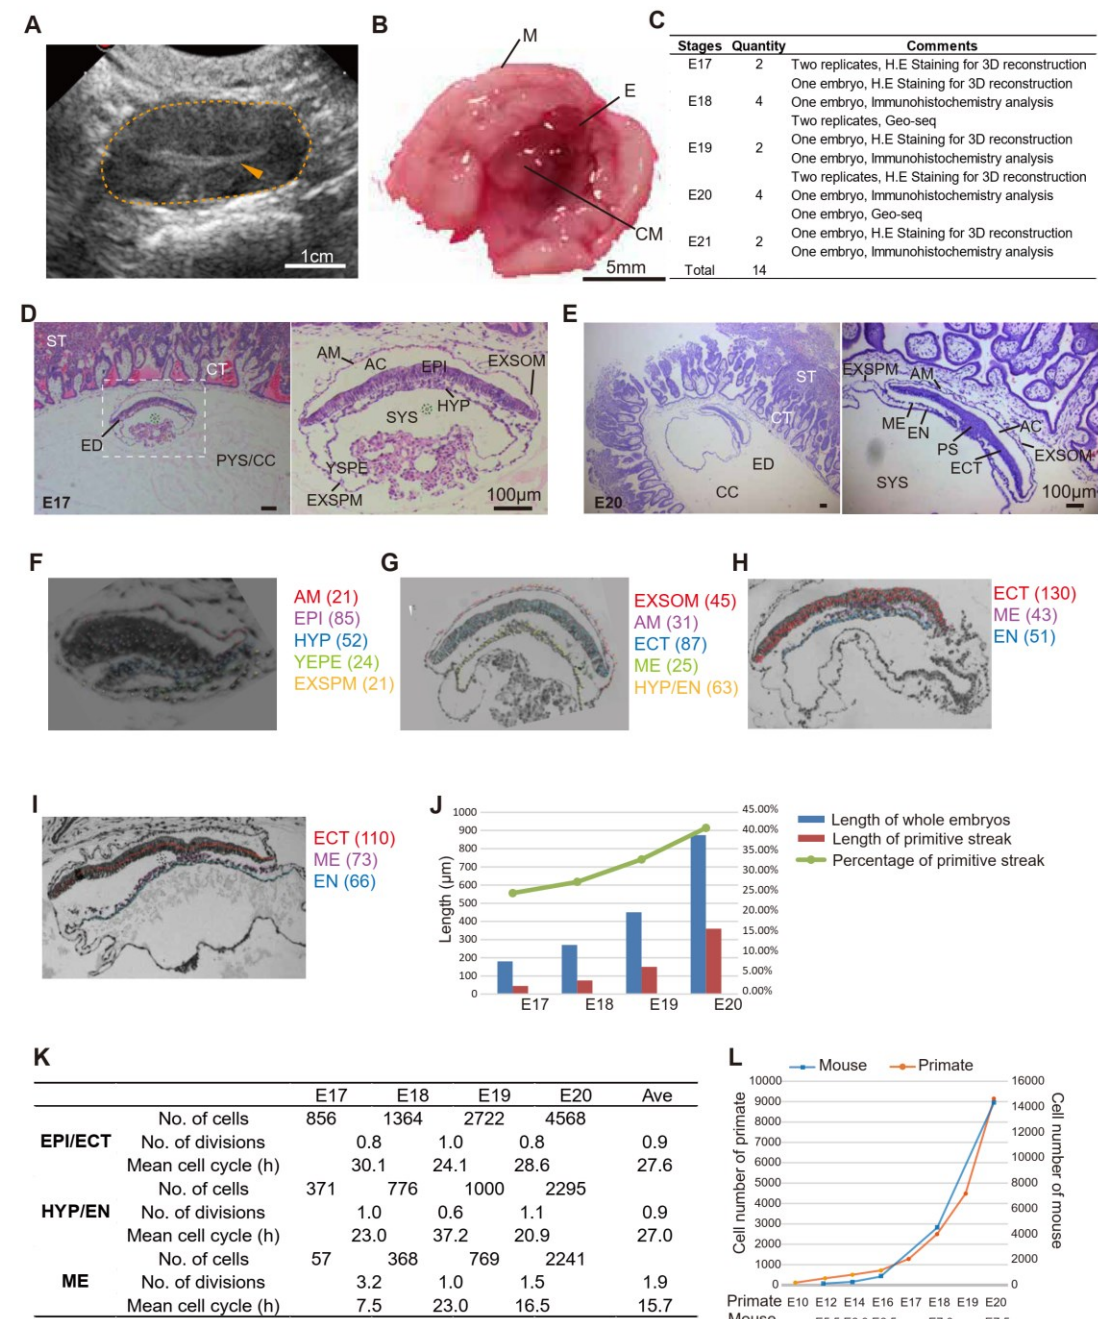 A
1cm
B
M
E
CM
5mm
C
Stages Quantity Comments
E17 2 Two replicates, H.E Staining for 3D reconstruction
One embryo, H.E Staining for 3D reconstruction
E18 4 One embryo, Immunohistochemistry analysis
Two replicates, Geo-seq
E19 2 One embryo, H.E Staining for 3D reconstruction
One embryo, Immunohistochemistry analysis
Two replicates, H.E Staining for 3D reconstruction
E20 4 One embryo, Immunohistochemistry analysis
One embryo, Geo-seq
E21 2 One embryo, H.E Staining for 3D reconstruction
One embryo, Immunohistochemistry analysis
Total 14
D
ST
CT
ED
PYS/CC
E17
AM
AC
EPI
EXSOM
HYP
SYS
YSPE
EXSPM
100μm
E
ST
CT
ED
CC
E20
EXSPM
AM
ME
EN
AC
PS
ECT
EXSOM
SYS
100μm
F
AM (21)
EPI (85)
HYP (52)
YEPE (24)
EXSPM (21)
G
EXSOM (45)
AM (31)
ECT (87)
ME (25)
HYP/EN (63)
H
ECT (130)
ME (43)
EN (51)
I
ECT (110)
ME (73)
EN (66)
J
Length (μm)
1000
900
800
700
600
500
400
300
200
100
0
45.00%
40.00%
35.00%
30.00%
25.00%
20.00%
15.00%
10.00%
5.00%
0.00%
E17 E18 E19 E20
Length of whole embryos
Length of primitive streak
Percentage of primitive streak
K
E17 E18 E19 E20 Ave
No. of cells 856 1364 2722 4568
EPI/ECT No. of divisions 0.8 1.0 0.8 0.9
Mean cell cycle (h) 30.1 24.1 28.6 27.6
No. of cells 371 776 1000 2295
HYP/EN No. of divisions 1.0 0.6 1.1 0.9
Mean cell cycle (h) 23.0 37.2 20.9 27.0
No. of cells 57 368 769 2241
ME No. of divisions 3.2 1.0 1.5 1.9
Mean cell cycle (h) 7.5 23.0 16.5 15.7
L
Mouse Primate
Cell number of primate
10000
9000
8000
7000
6000
5000
4000
3000
2000
1000
0
16000
14000
12000
10000
8000
6000
4000
2000
0
Cell number of mouse
Primate E10 E12 E14 E16 E17 E18 E19 E20
Mouse